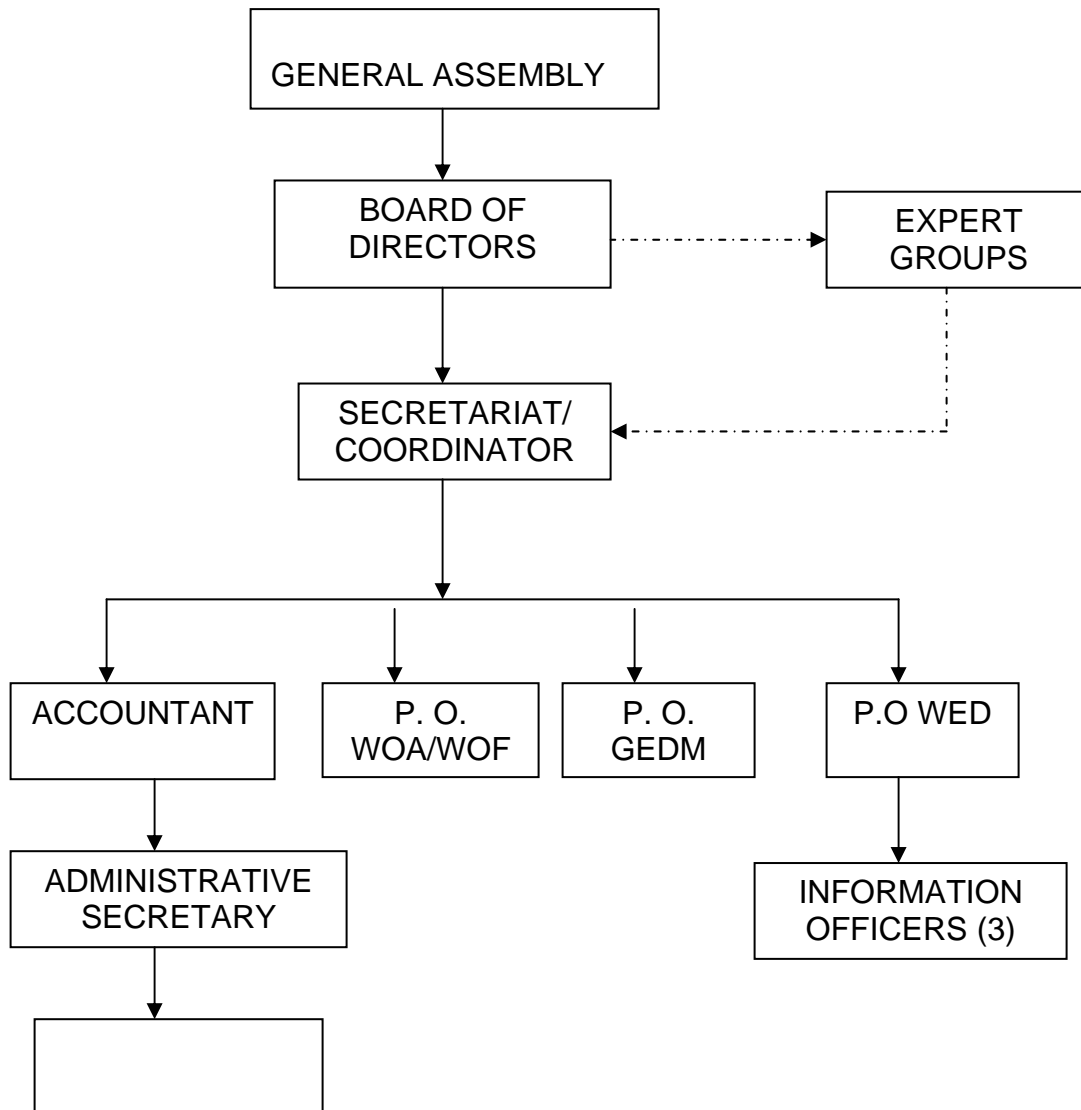 GENERAL ASSEMBLY
BOARD OF
DIRECTORS
EXPERT
GROUPS
SECRETARIAT/
COORDINATOR
ACCOUNTANT
P. O.
WOA/WOF
P. O.
GEDM
P.O WED
ADMINISTRATIVE
SECRETARY
INFORMATION
OFFICERS (3)